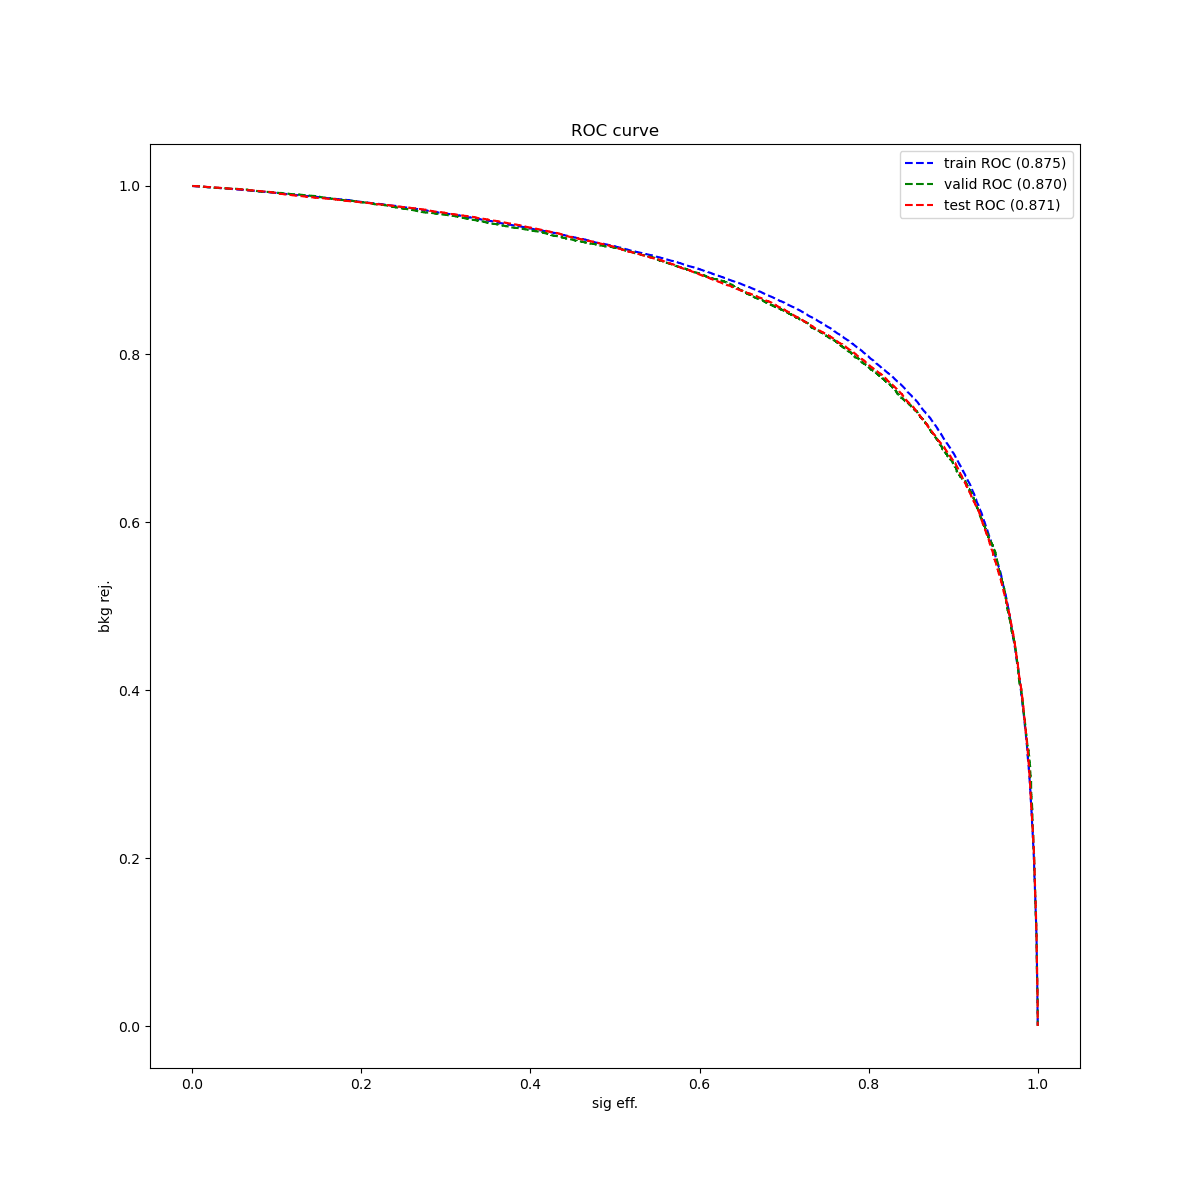 ROC curve
train ROC (0.875)
valid ROC (0.870)
test ROC (0.871)
1.0
0.8
0.6
0.4
0.2
0.0
bkg rej.
0.0 0.2 0.4 0.6 0.8 1.0
sig eff.